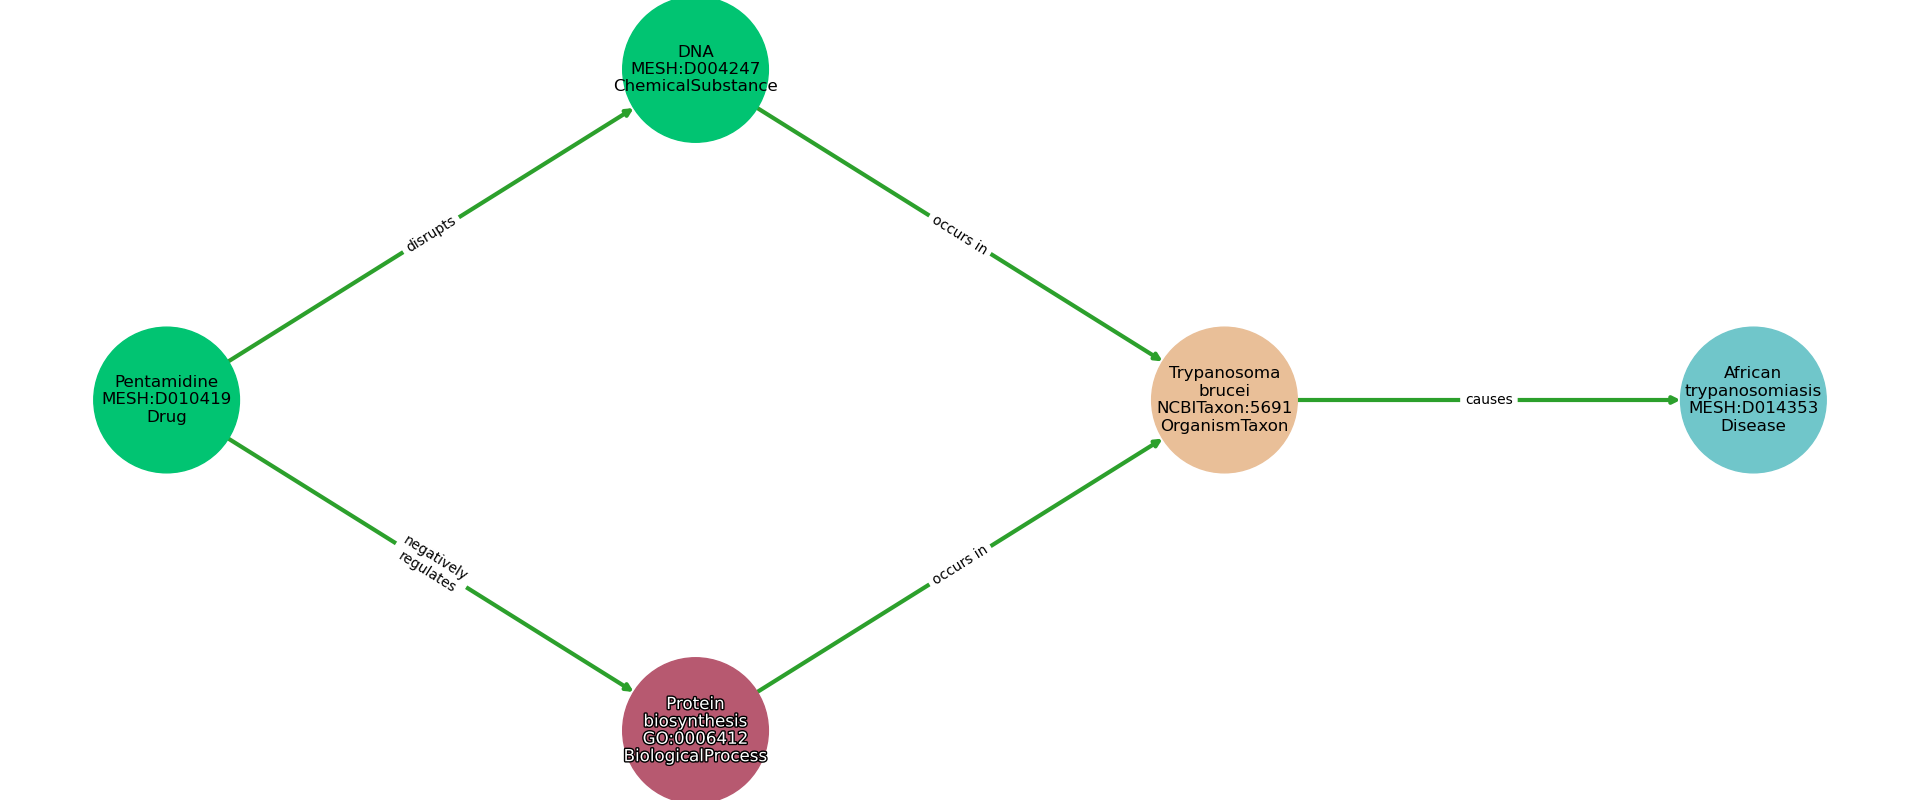 DNA
MESH:D004247
ChemicalSubstance
disrupts
occurs in
Pentamidine
MESH:D010419
Drug
Trypanosoma
brucei
NCBITaxon:5691
OrganismTaxon
causes
African
trypanosomiasis
MESH:D014353
Disease
negatively
regulates
occurs in
Protein
biosynthesis
GO:0006412
BiologicalProcess